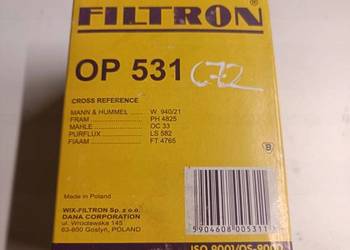 FILTRON
OP 531 C72
CROSS REFERENCE
MANN & HUMMEL ...... W 940/21
FRAM ...... PH 4825
MAHLE ...... OC 33
PURFLUX ...... LS 582
FIAAM ...... FT 4765
B
Made in Poland
WIX-FILTRON Sp. z o.o.
DANA CORPORATION
ul. Wrocławska 145
63-800 Gostyń, POLAND
5904608005311
ISO 9001/QS-9000